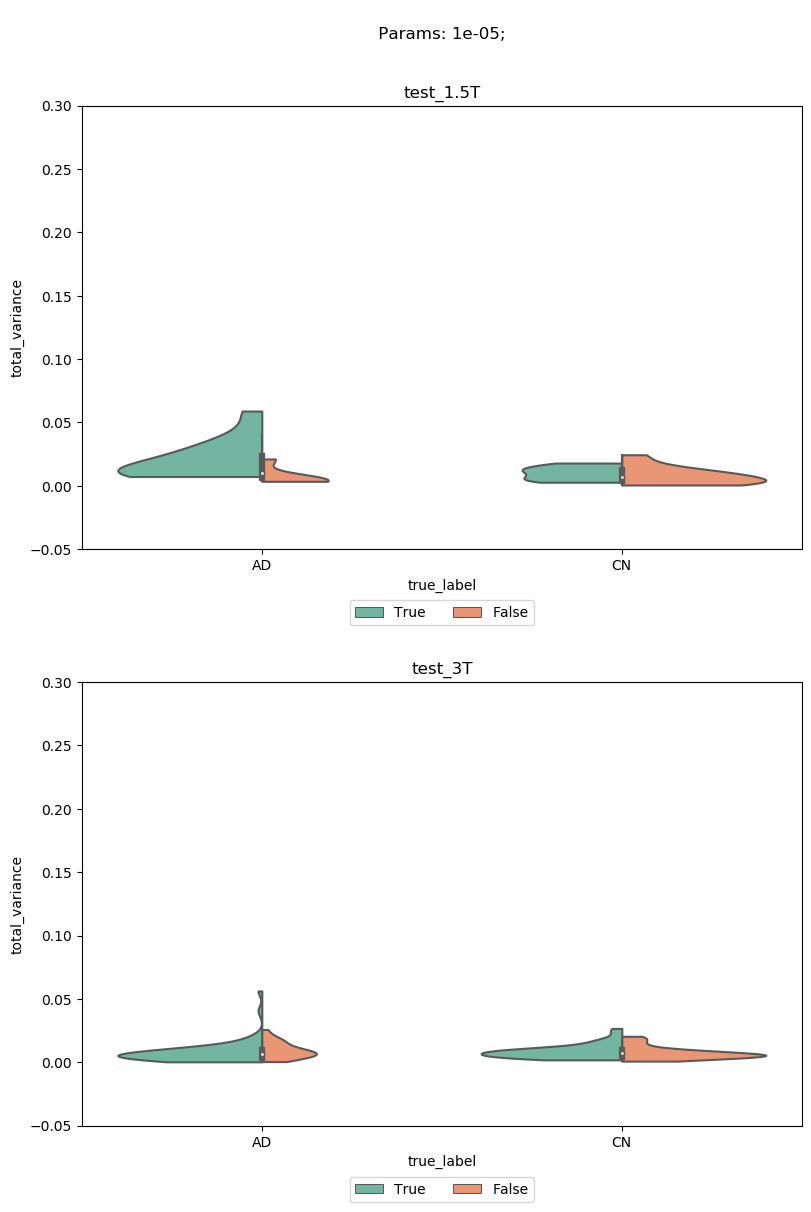 Params: 1e-05;
test_1.5T
0.30
0.25
0.20
0.15
0.10
0.05
0.00
−0.05
total_variance
AD CN
true_label
True False
test_3T
0.30
0.25
0.20
0.15
0.10
0.05
0.00
−0.05
total_variance
AD CN
true_label
True False